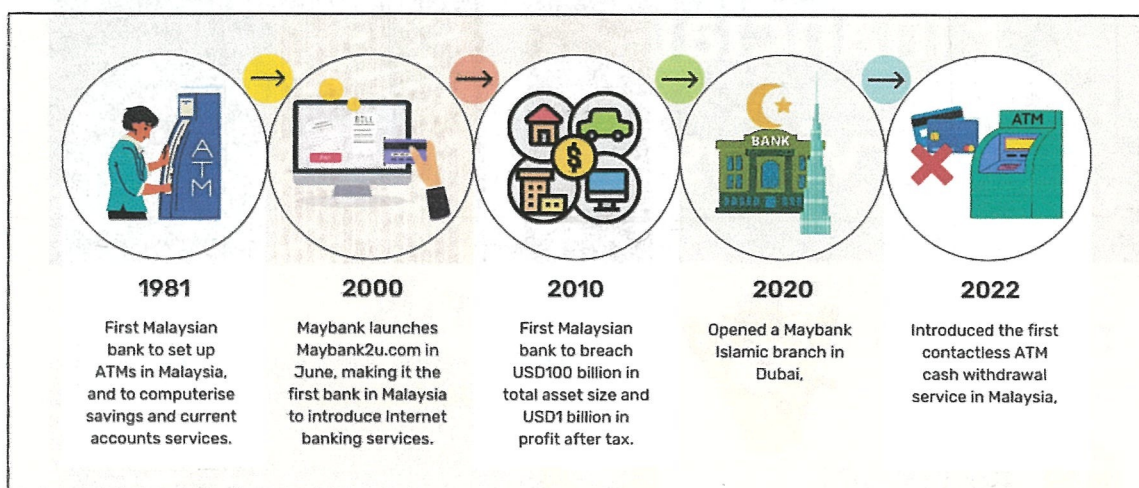 ATM
BILL
PAY
$
BANK
ATM
1981
First Malaysian
bank to set up
ATMs in Malaysia,
and to computerise
savings and current
accounts services.
2000
Maybank launches
Maybank2u.com in
June, making it the
first bank in Malaysia
to introduce Internet
banking services.
2010
First Malaysian
bank to breach
USD100 billion in
total asset size and
USD1 billion in
profit after tax.
2020
Opened a Maybank
Islamic branch in
Dubai,
2022
Introduced the first
contactless ATM
cash withdrawal
service in Malaysia,